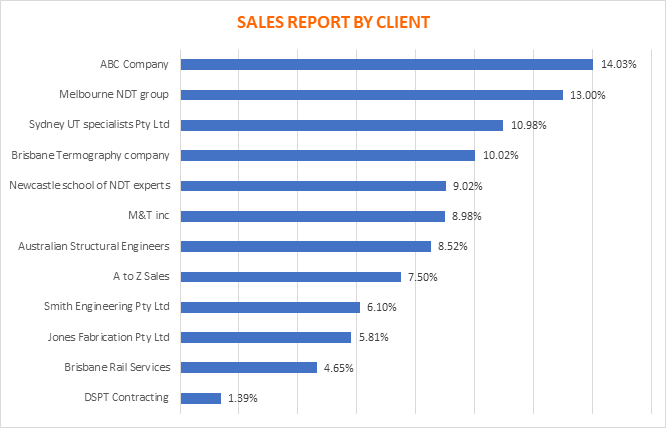 SALES REPORT BY CLIENT
ABC Company 14.03%
Melbourne NDT group 13.00%
Sydney UT specialists Pty Ltd 10.98%
Brisbane Termography company 10.02%
Newcastle school of NDT experts 9.02%
M&T inc 8.98%
Australian Structural Engineers 8.52%
A to Z Sales 7.50%
Smith Engineering Pty Ltd 6.10%
Jones Fabrication Pty Ltd 5.81%
Brisbane Rail Services 4.65%
DSPT Contracting 1.39%